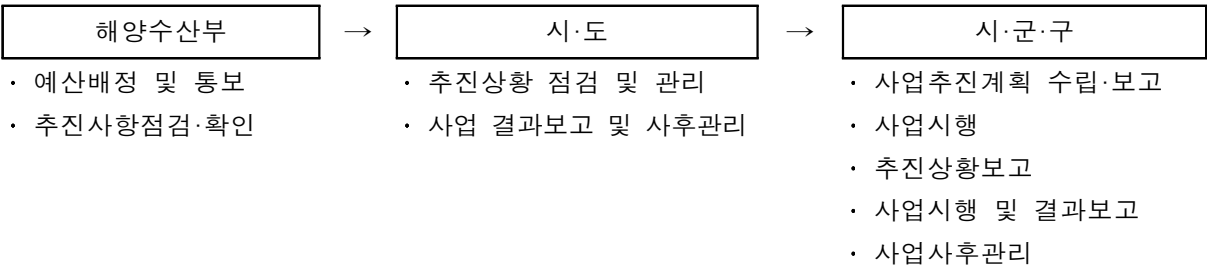 해양수산부 → 시·도 → 시·군·구
· 예산배정 및 통보
· 추진사항점검·확인
· 추진상황 점검 및 관리
· 사업 결과보고 및 사후관리
· 사업추진계획 수립·보고
· 사업시행
· 추진상황보고
· 사업시행 및 결과보고
· 사업사후관리